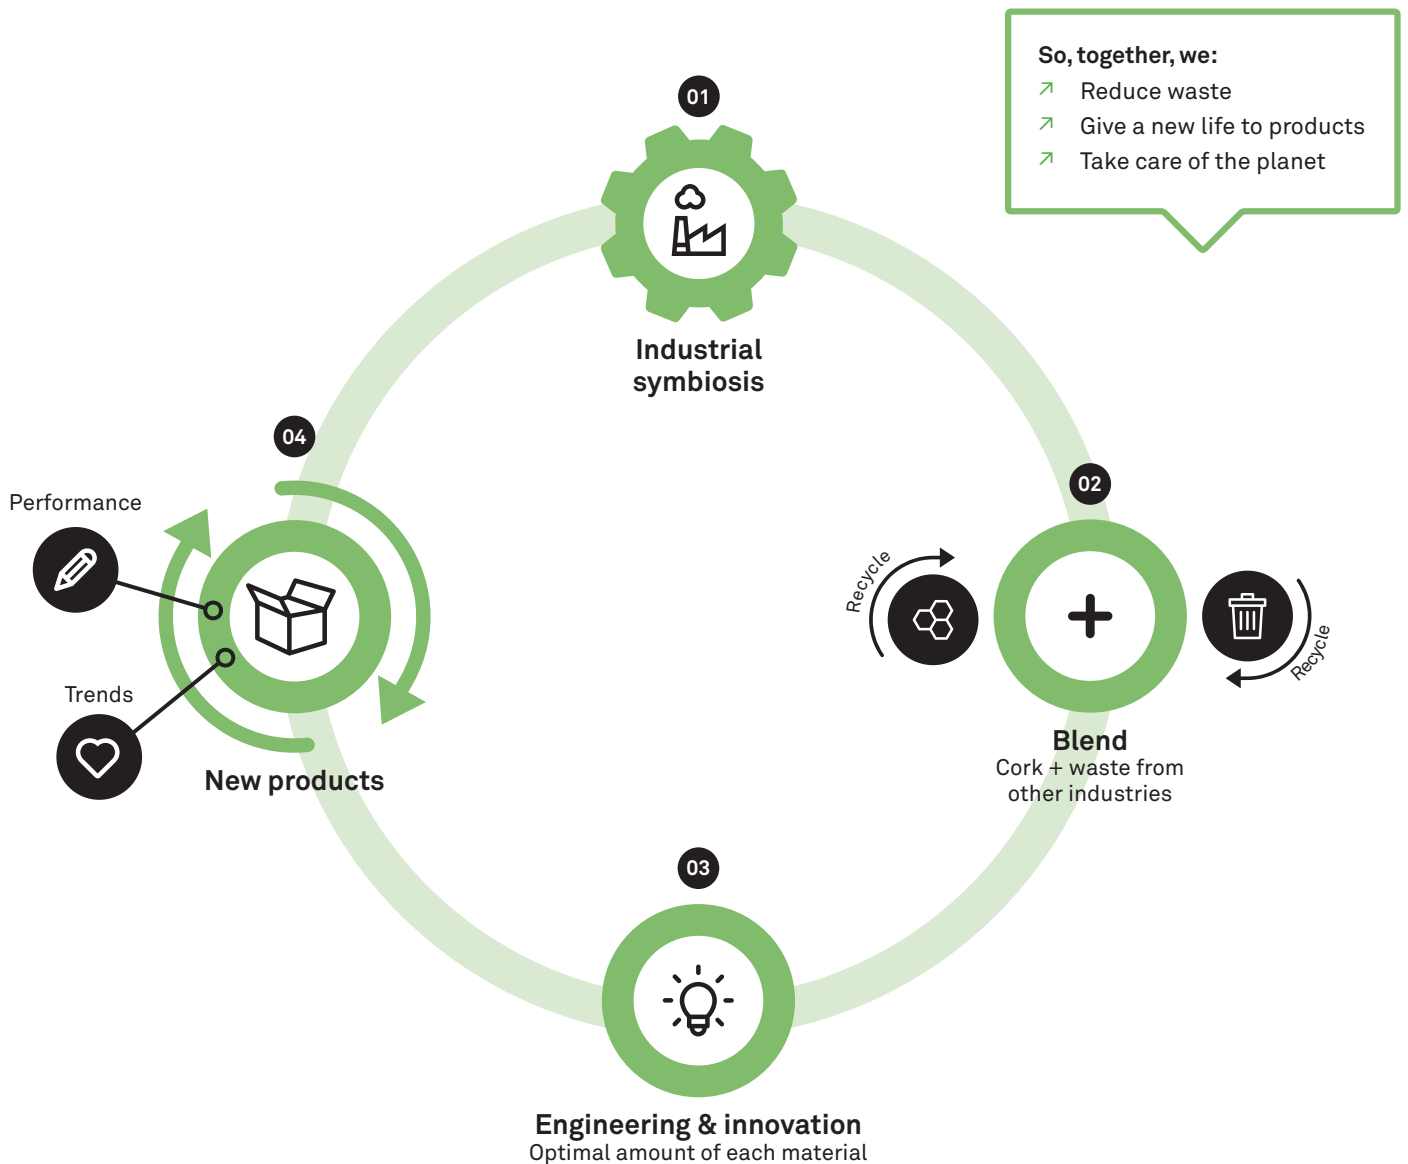 So, together, we:
Reduce waste
Give a new life to products
Take care of the planet
01
Industrial
symbiosis
02
Recycle
Recycle
Blend
Cork + waste from
other industries
03
Engineering & innovation
Optimal amount of each material
04
Performance
Trends
New products